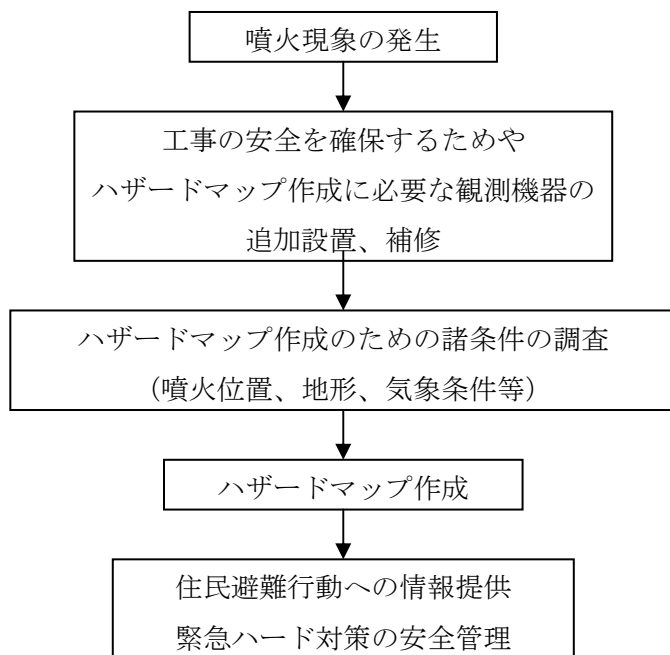 噴火現象の発生
工事の安全を確保するためや
ハザードマップ作成に必要な観測機器の
追加設置、補修
ハザードマップ作成のための諸条件の調査
（噴火位置、地形、気象条件等）
ハザードマップ作成
住民避難行動への情報提供
緊急ハード対策の安全管理